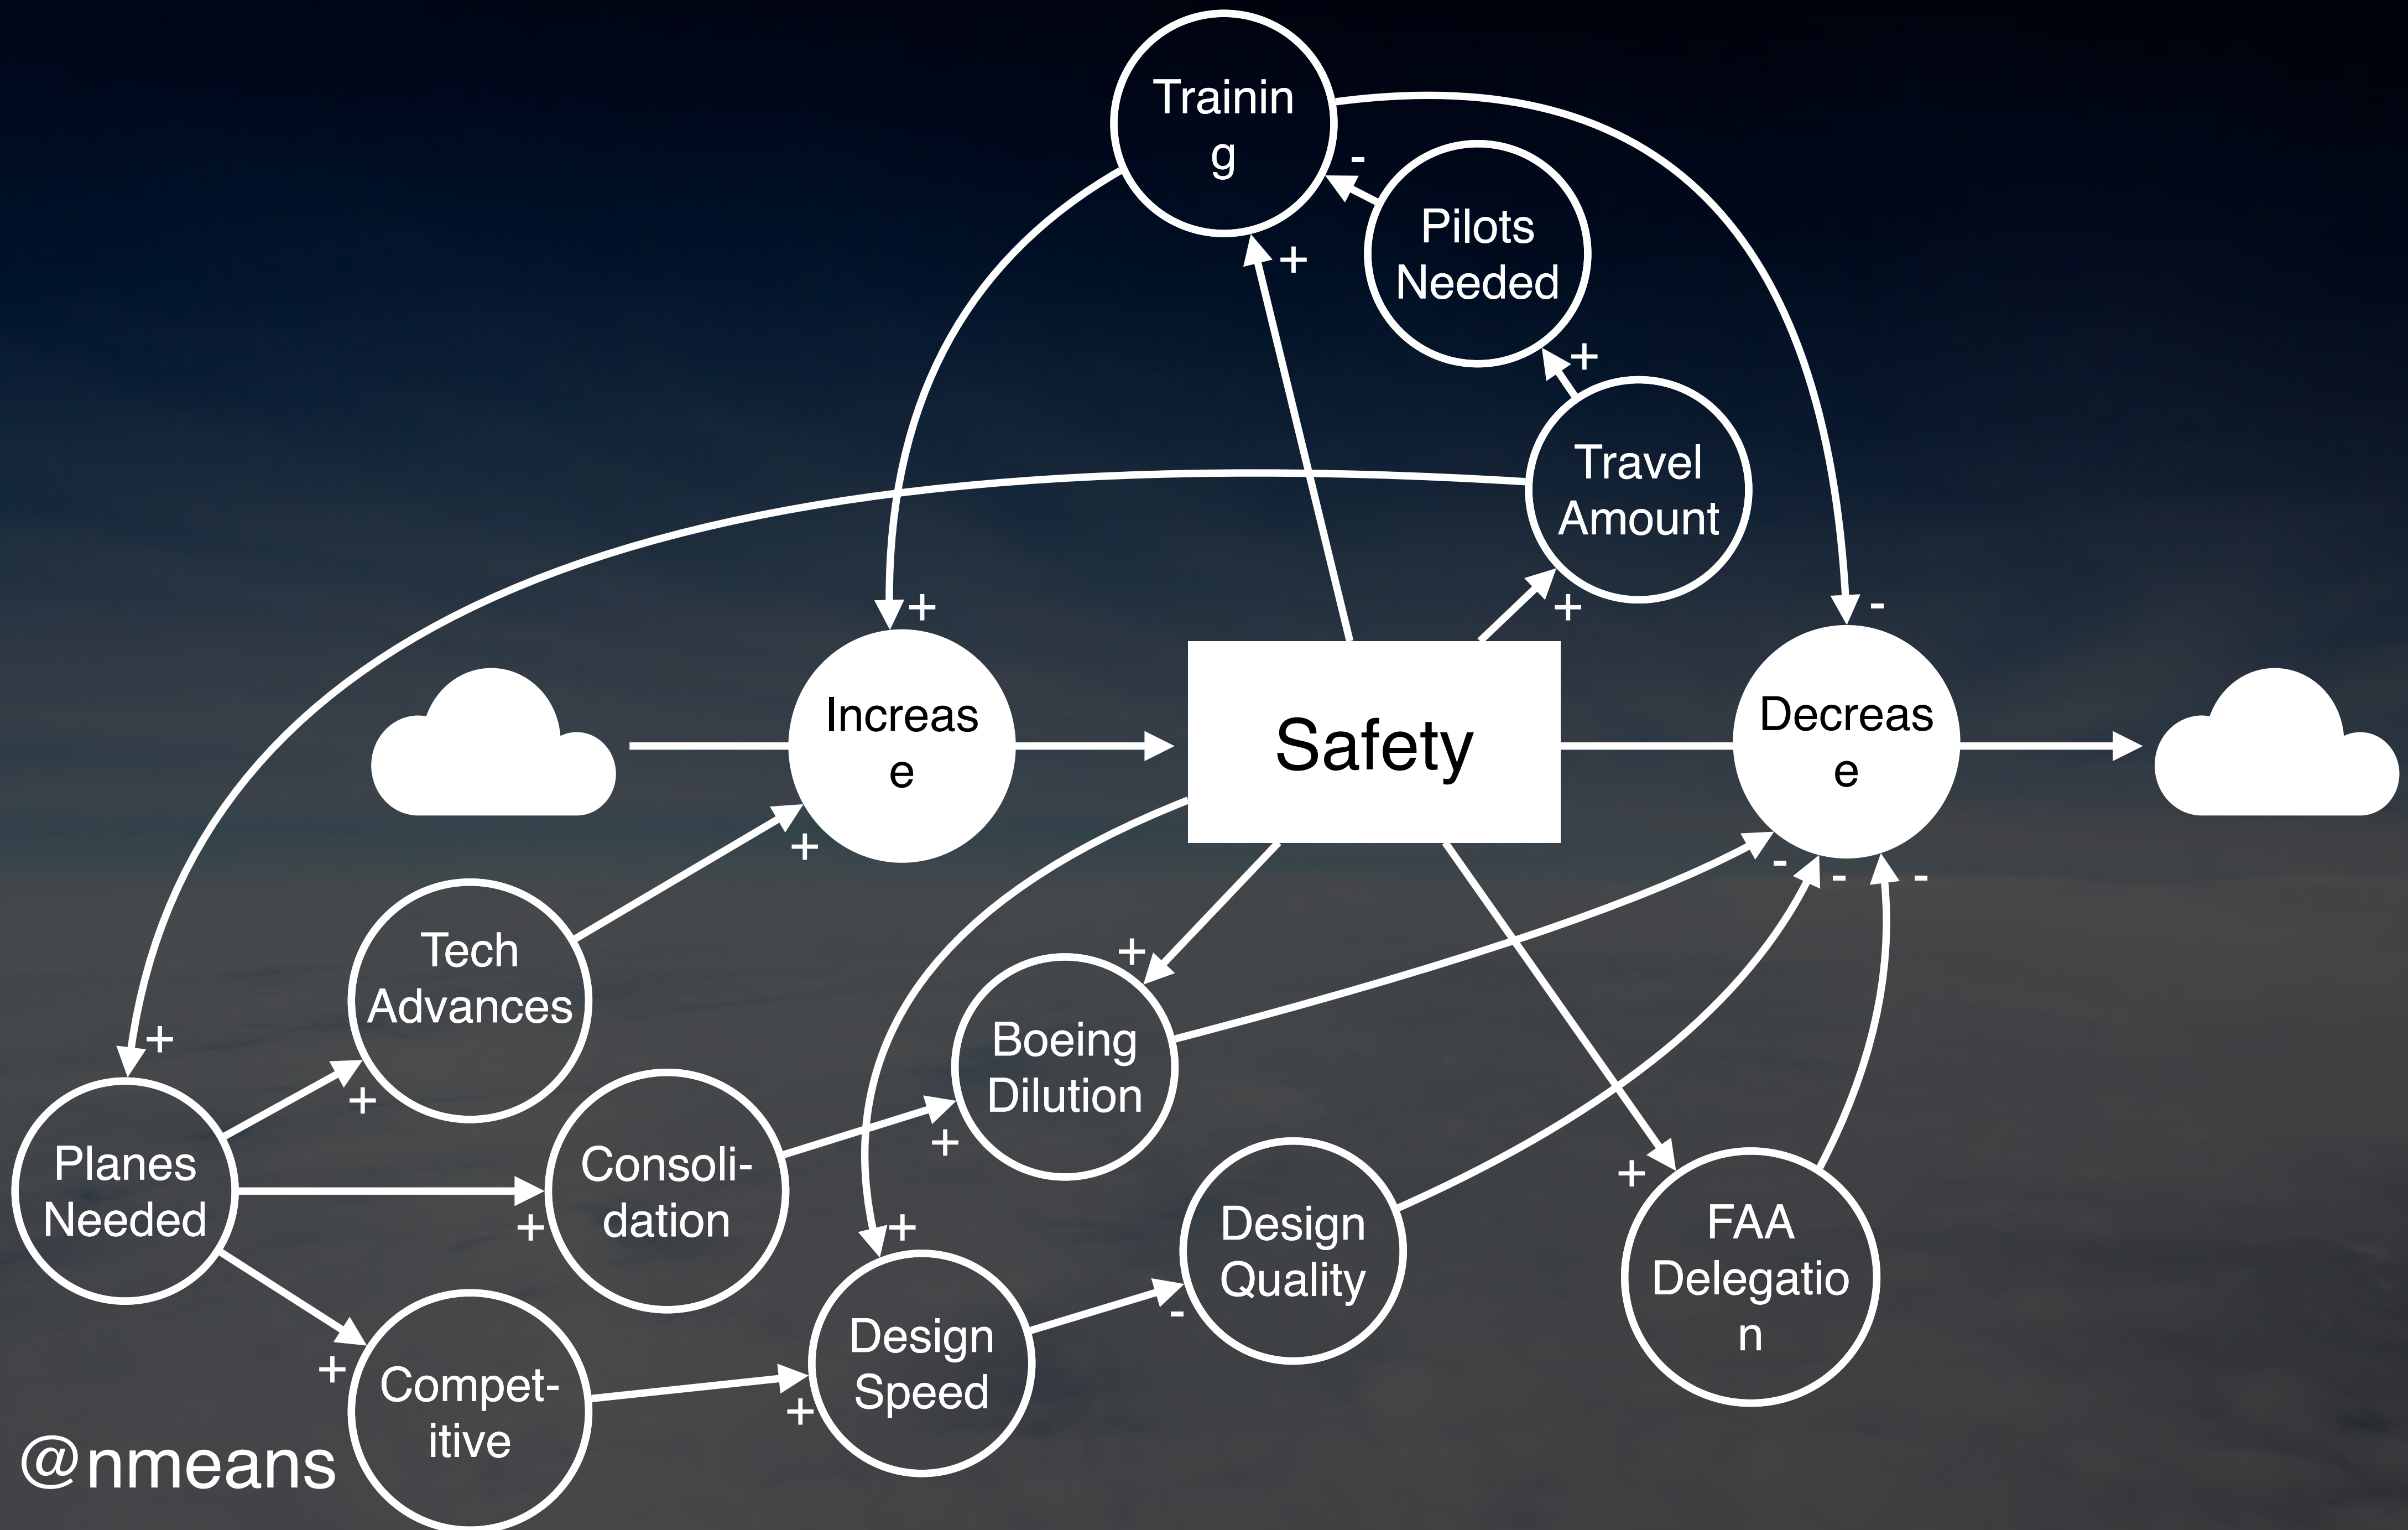 Trainin
g
-
Pilots
Needed
+
+
Travel
Amount
+
+
-
Increas
e
Safety
Decreas
e
+
-
-
-
Tech
Advances
+
+
Boeing
Dilution
+
+
Planes
Needed
+
Consoli-
dation
+
+
Design
Quality
-
+
FAA
Delegatio
n
+
Compet-
itive
+
Design
Speed
+
@nmeans